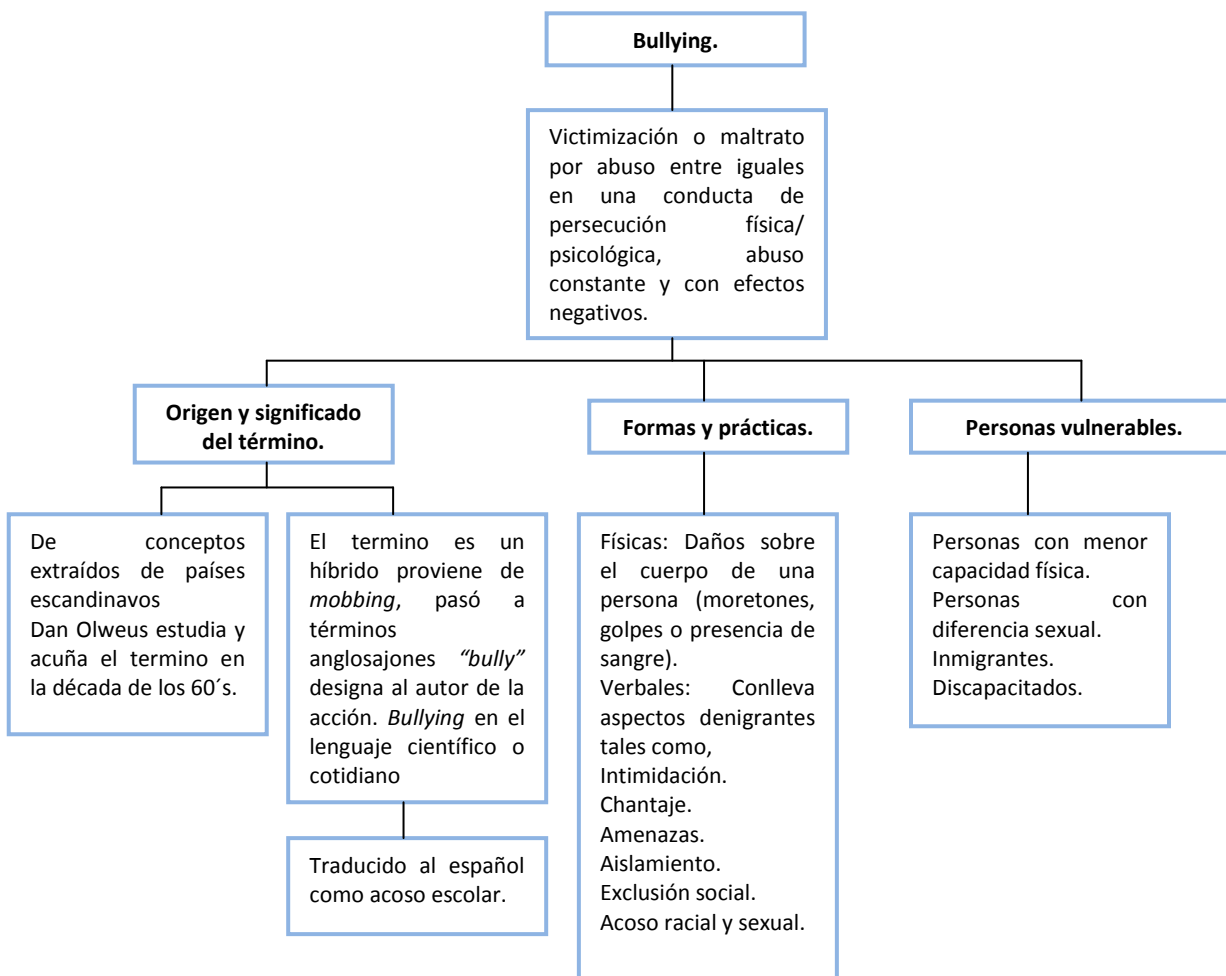 Bullying.
Victimización o maltrato
por abuso entre iguales
en una conducta de
persecución física/
psicológica, abuso
constante y con efectos
negativos.
Origen y significado
del término.
De conceptos
extraídos de países
escandinavos
Dan Olweus estudia y
acuña el termino en
la década de los 60´s.
El termino es un
híbrido proviene de
mobbing, pasó a
términos
anglosajones “bully”
designa al autor de la
acción. Bullying en el
lenguaje científico o
cotidiano
Traducido al español
como acoso escolar.
Formas y prácticas.
Físicas: Daños sobre
el cuerpo de una
persona (moretones,
golpes o presencia de
sangre).
Verbales: Conlleva
aspectos denigrantes
tales como,
Intimidación.
Chantaje.
Amenazas.
Aislamiento.
Exclusión social.
Acoso racial y sexual.
Personas vulnerables.
Personas con menor
capacidad física.
Personas con
diferencia sexual.
Inmigrantes.
Discapacitados.